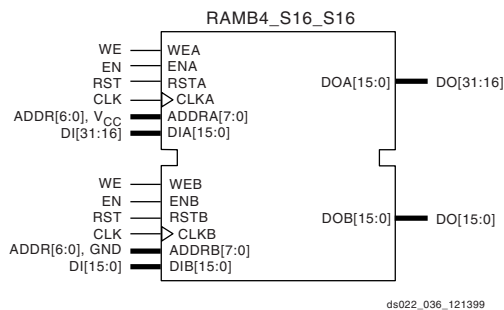 RAMB4_S16_S16
WE WEA
EN ENA
RST RSTA DOA[15:0] DO[31:16]
CLK CLKA
ADDR[6:0], VCC ADDRA[7:0]
DI[31:16] DIA[15:0]
WE WEB
EN ENB
RST RSTB DOB[15:0] DO[15:0]
CLK CLKB
ADDR[6:0], GND ADDRB[7:0]
DI[15:0] DIB[15:0]
ds022_036_121399